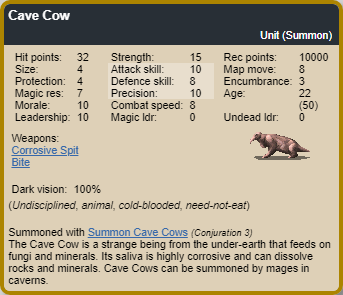 Cave Cow
Unit (Summon)
Hit points: 32 Strength: 15 Rec points: 10000
Size: 4 Attack skill: 10 Map move: 8
Protection: 4 Defence skill: 8 Encumbrance: 3
Magic res: 7 Precision: 10 Age: 22
Morale: 10 Combat speed: 8 (50)
Leadership: 10 Magic ldr: 0 Undead ldr: 0
Weapons:
Corrosive Spit
Bite
Dark vision: 100%
(Undisciplined, animal, cold-blooded, need-not-eat)
Summoned with Summon Cave Cows (Conjuration 3)
The Cave Cow is a strange being from the under-earth that feeds on
fungi and minerals. Its saliva is highly corrosive and can dissolve
rocks and minerals. Cave Cows can be summoned by mages in
caverns.